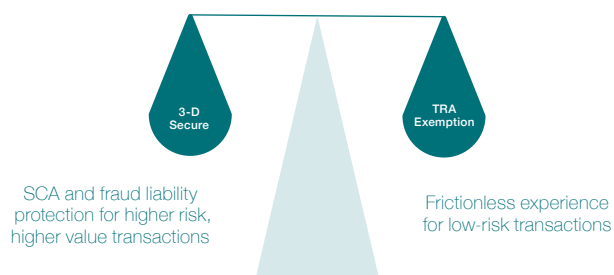 3-D
Secure
TRA
Exemption
SCA and fraud liability
protection for higher risk,
higher value transactions
Frictionless experience
for low-risk transactions